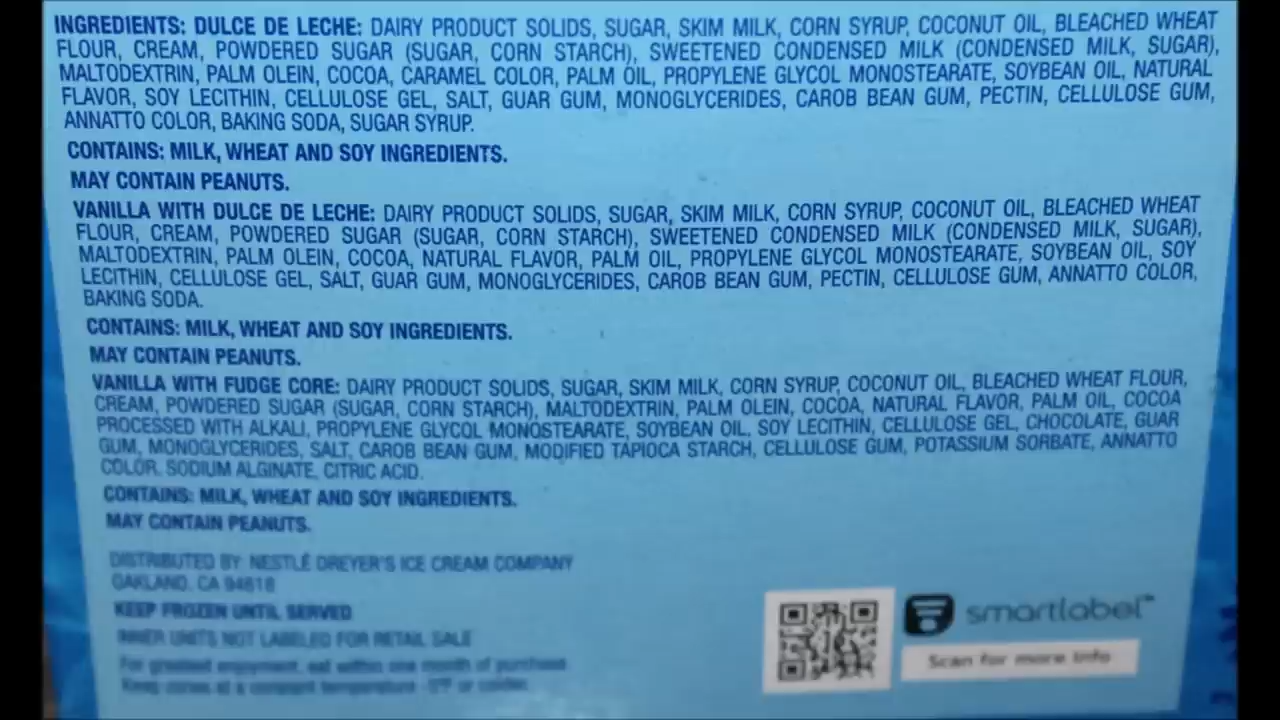 INGREDIENTS: DULCE DE LECHE: DAIRY PRODUCT SOLIDS, SUGAR, SKIM MILK, CORN SYRUP, COCONUT OIL, BLEACHED WHEAT
FLOUR, CREAM, POWDERED SUGAR (SUGAR, CORN STARCH), SWEETENED CONDENSED MILK (CONDENSED MILK, SUGAR),
MALTODEXTRIN, PALM OLEIN, COCOA, CARAMEL COLOR, PALM OIL, PROPYLENE GLYCOL MONOSTEARATE, SOYBEAN OIL, NATURAL
FLAVOR, SOY LECITHIN, CELLULOSE GEL, SALT, GUAR GUM, MONOGLYCERIDES, CAROB BEAN GUM, PECTIN, CELLULOSE GUM,
ANNATTO COLOR, BAKING SODA, SUGAR SYRUP.
CONTAINS: MILK, WHEAT AND SOY INGREDIENTS.
MAY CONTAIN PEANUTS.
VANILLA WITH DULCE DE LECHE: DAIRY PRODUCT SOLIDS, SUGAR, SKIM MILK, CORN SYRUP, COCONUT OIL, BLEACHED WHEAT
FLOUR, CREAM, POWDERED SUGAR (SUGAR, CORN STARCH), SWEETENED CONDENSED MILK (CONDENSED MILK, SUGAR),
MALTODEXTRIN, PALM OLEIN, COCOA, NATURAL FLAVOR, PALM OIL, PROPYLENE GLYCOL MONOSTEARATE, SOYBEAN OIL, SOY
LECITHIN, CELLULOSE GEL, SALT, GUAR GUM, MONOGLYCERIDES, CAROB BEAN GUM, PECTIN, CELLULOSE GUM, ANNATTO COLOR,
BAKING SODA.
CONTAINS: MILK, WHEAT AND SOY INGREDIENTS.
MAY CONTAIN PEANUTS.
VANILLA WITH FUDGE CORE: DAIRY PRODUCT SOLIDS, SUGAR, SKIM MILK, CORN SYRUP, COCONUT OIL, BLEACHED WHEAT FLOUR,
CREAM, POWDERED SUGAR (SUGAR, CORN STARCH), MALTODEXTRIN, PALM OLEIN, COCOA, NATURAL FLAVOR, PALM OIL, COCOA
PROCESSED WITH ALKALI, PROPYLENE GLYCOL MONOSTEARATE, SOYBEAN OIL, SOY LECITHIN, CELLULOSE GEL, CHOCOLATE, GUAR
GUM, MONOGLYCERIDES, SALT, CAROB BEAN GUM, MODIFIED TAPIOCA STARCH, CELLULOSE GUM, POTASSIUM SORBATE, ANNATTO
COLOR, SODIUM ALGINATE, CITRIC ACID.
CONTAINS: MILK, WHEAT AND SOY INGREDIENTS.
MAY CONTAIN PEANUTS.
DISTRIBUTED BY: NESTLÉ DREYER'S ICE CREAM COMPANY
OAKLAND, CA 94618
KEEP FROZEN UNTIL SERVED
INNER UNITS NOT LABELED FOR RETAIL SALE
For greatest enjoyment, eat within one month of purchase.
Keep cones at a constant temperature -5°F or colder.
smartlabel™
Scan for more info